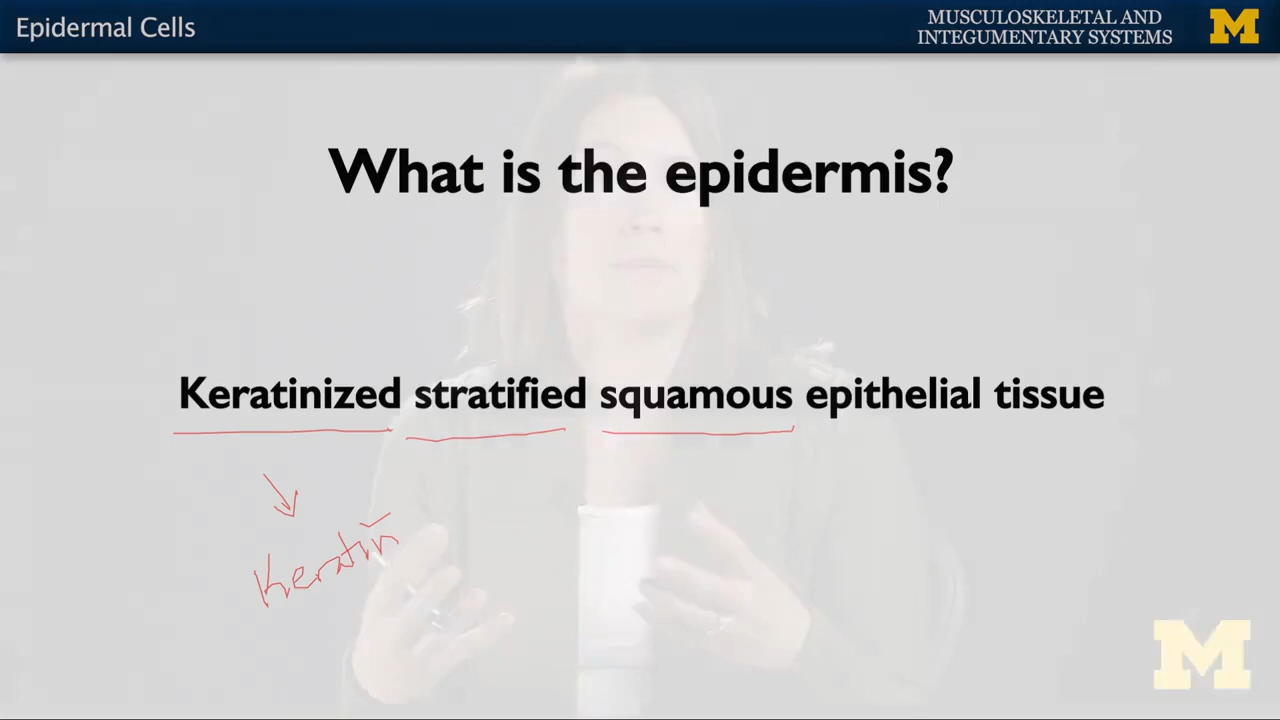 Epidermal Cells
MUSCULOSKELETAL AND
INTEGUMENTARY SYSTEMS
M
What is the epidermis?
Keratinized stratified squamous epithelial tissue
Keratin
M